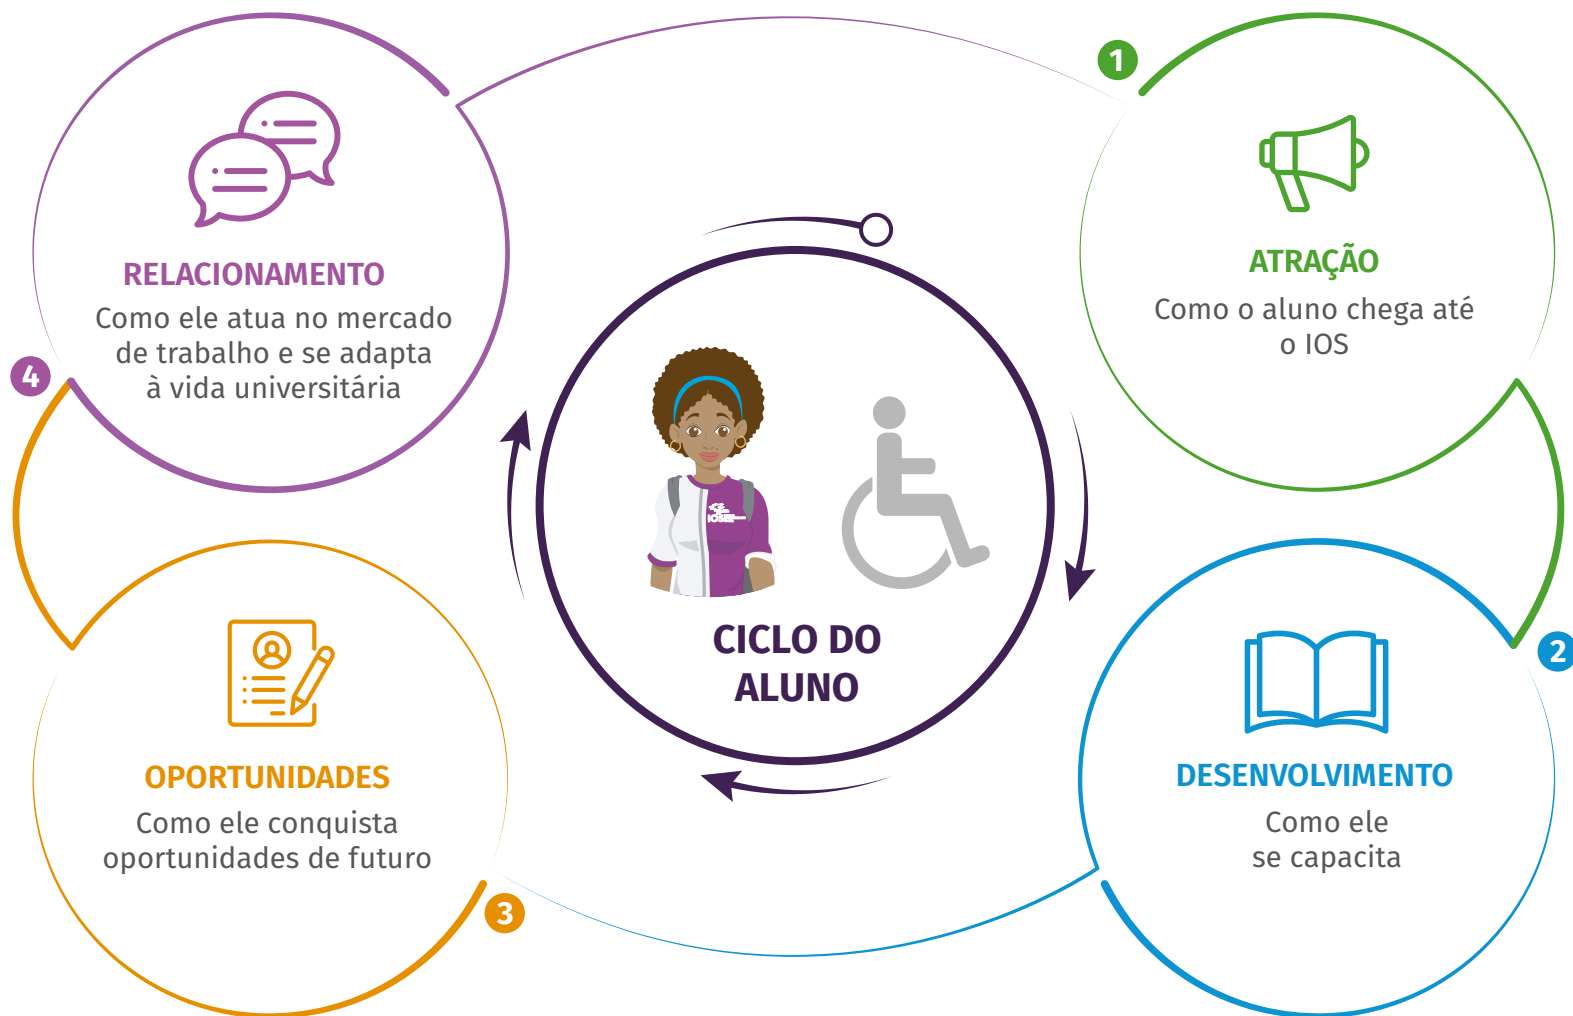 1
ATRAÇÃO
Como o aluno chega até
o IOS
2
DESENVOLVIMENTO
Como ele
se capacita
3
OPORTUNIDADES
Como ele conquista
oportunidades de futuro
4
RELACIONAMENTO
Como ele atua no mercado
de trabalho e se adapta
à vida universitária
CICLO DO
ALUNO